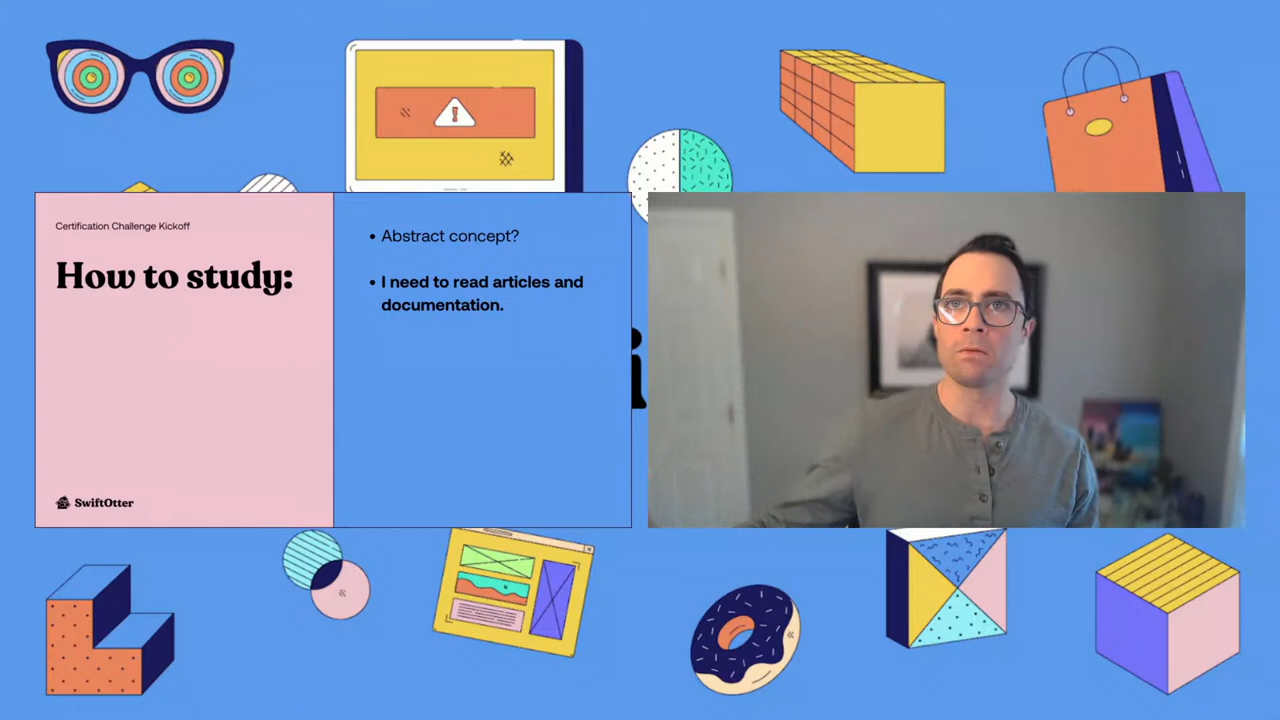 Certification Challenge Kickoff
How to study:
• Abstract concept?
• I need to read articles and
documentation.
SwiftOtter